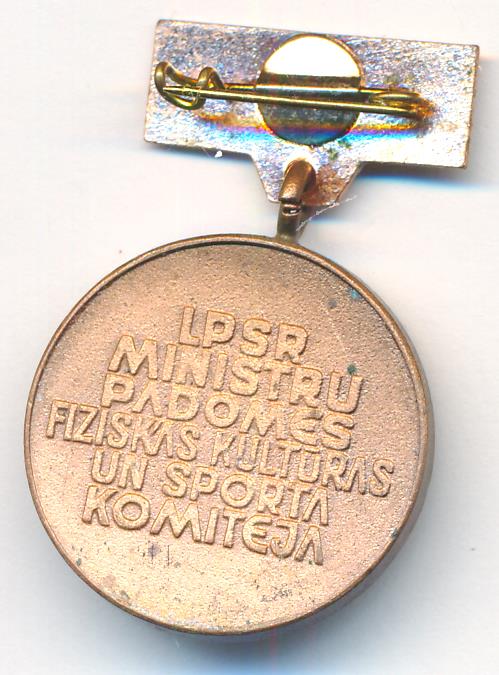 LPSR
MINISTRU
PADOMES
FIZISKĀS KULTŪRAS
UN SPORTA
KOMITEJA